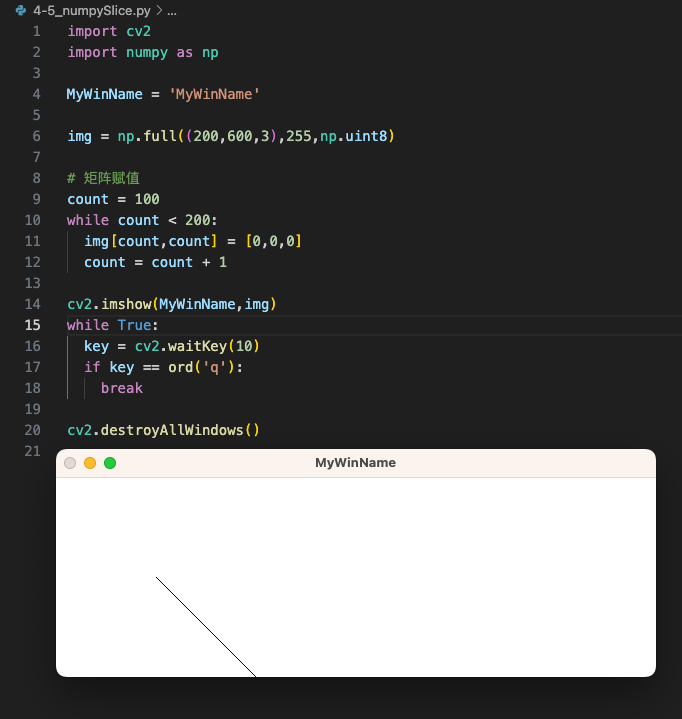 4-5_numpySlice.py > ...
1 import cv2
2 import numpy as np
3
4 MyWinName = 'MyWinName'
5
6 img = np.full((200,600,3),255,np.uint8)
7
8 # 矩阵赋值
9 count = 100
10 while count < 200:
11   img[count,count] = [0,0,0]
12   count = count + 1
13
14 cv2.imshow(MyWinName,img)
15 while True:
16   key = cv2.waitKey(10)
17   if key == ord('q'):
18     break
19
20 cv2.destroyAllWindows()
21
MyWinName